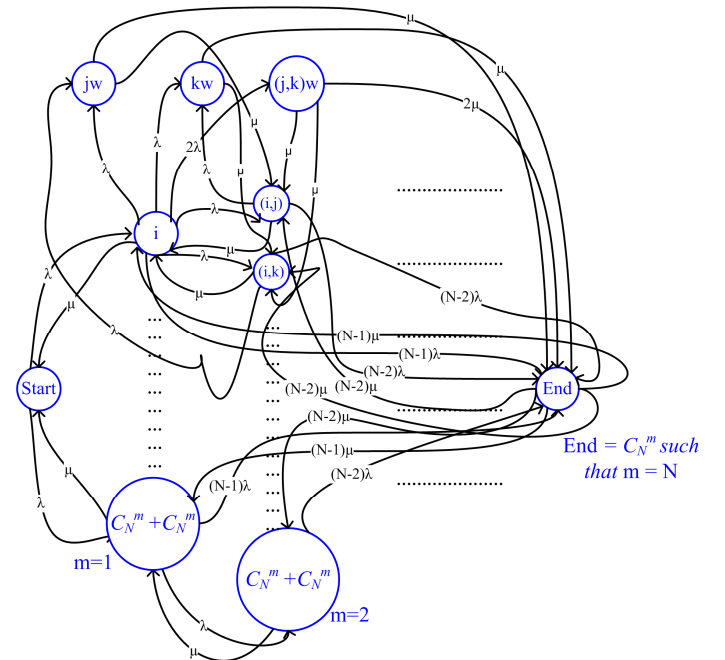 μ
μ
jw
kw
(j,k)w
2μ
λ
μ
λ
2λ
μ
μ
μ
λ
λ
(i,j)
λ
i
μ
λ
(i,k)
λ
μ
μ
(N-2)λ
λ
(N-1)μ
(N-1)λ
(N-2)λ
Start
(N-2)μ
(N-2)μ
End
(N-2)μ
End = C_N^m such
that m = N
(N-1)μ
μ
(N-2)λ
(N-1)λ
λ
C_N^m + C_N^m
m=1
C_N^m + C_N^m
m=2
λ
μ